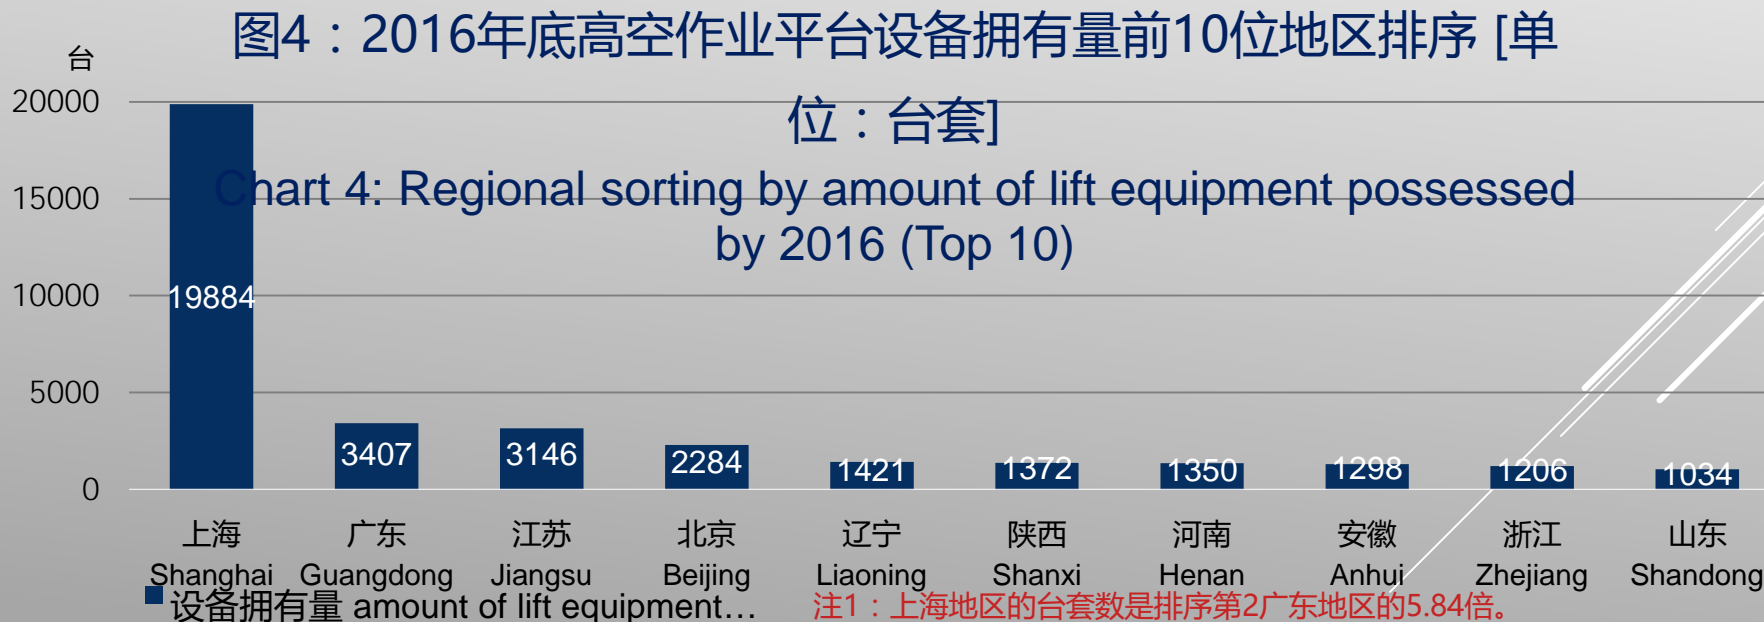 图4：2016年底高空作业平台设备拥有量前10位地区排序 [单
位：台套]
Chart 4: Regional sorting by amount of lift equipment possessed
by 2016 (Top 10)
台
20000
15000
10000
5000
0
19884
3407
3146
2284
1421
1372
1350
1298
1206
1034
上海 广东 江苏 北京 辽宁 陕西 河南 安徽 浙江 山东
Shanghai Guangdong Jiangsu Beijing Liaoning Shanxi Henan Anhui Zhejiang Shandong
设备拥有量 amount of lift equipment…
注1：上海地区的台套数是排序第2广东地区的5.84倍。